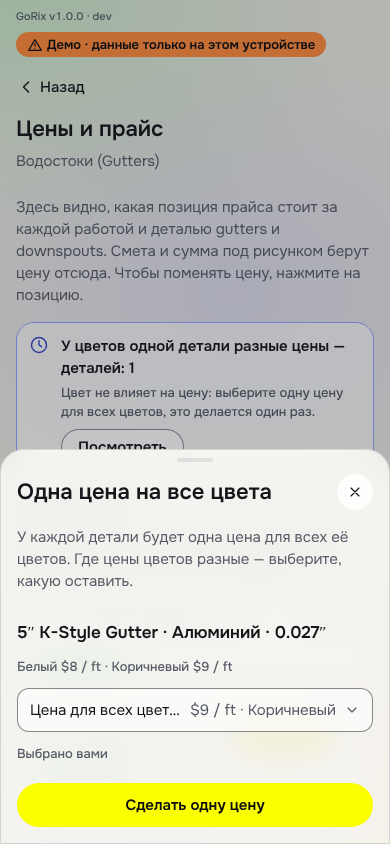 GoRix v1.0.0 · dev
Демо · данные только на этом устройстве
Назад
Цены и прайс
Водостоки (Gutters)
Здесь видно, какая позиция прайса стоит за
каждой работой и деталью gutters и
downspouts. Смета и сумма под рисунком берут
цену отсюда. Чтобы поменять цену, нажмите на
позицию.
У цветов одной детали разные цены —
деталей: 1
Цвет не влияет на цену: выберите одну цену
для всех цветов, это делается один раз.
Посмотреть
Одна цена на все цвета
У каждой детали будет одна цена для всех её
цветов. Где цены цветов разные — выберите,
какую оставить.
5″ K-Style Gutter · Алюминий · 0.027″
Белый $8 / ft · Коричневый $9 / ft
Цена для всех цвет... $9 / ft · Коричневый
Выбрано вами
Сделать одну цену